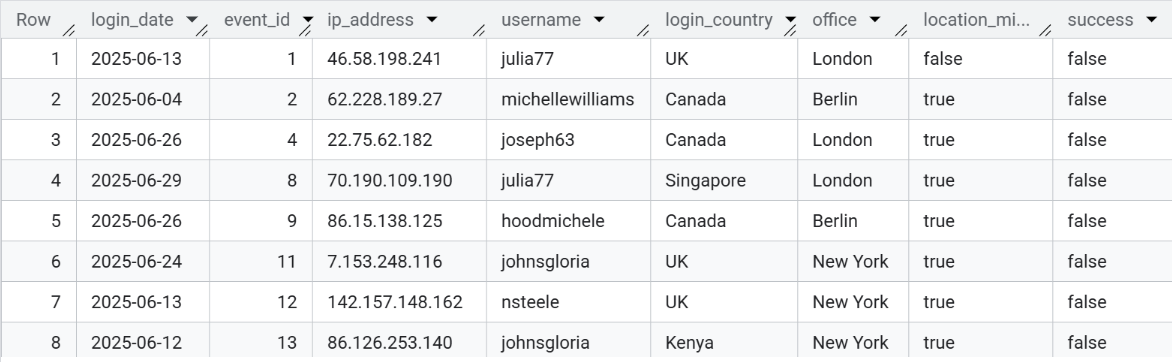 Row login_date event_id ip_address username login_country office location_mi... success
1 2025-06-13 1 46.58.198.241 julia77 UK London false false
2 2025-06-04 2 62.228.189.27 michellewilliams Canada Berlin true false
3 2025-06-26 4 22.75.62.182 joseph63 Canada London true false
4 2025-06-29 8 70.190.109.190 julia77 Singapore London true false
5 2025-06-26 9 86.15.138.125 hoodmichele Canada Berlin true false
6 2025-06-24 11 7.153.248.116 johnsgloria UK New York true false
7 2025-06-13 12 142.157.148.162 nsteele UK New York true false
8 2025-06-12 13 86.126.253.140 johnsgloria Kenya New York true false